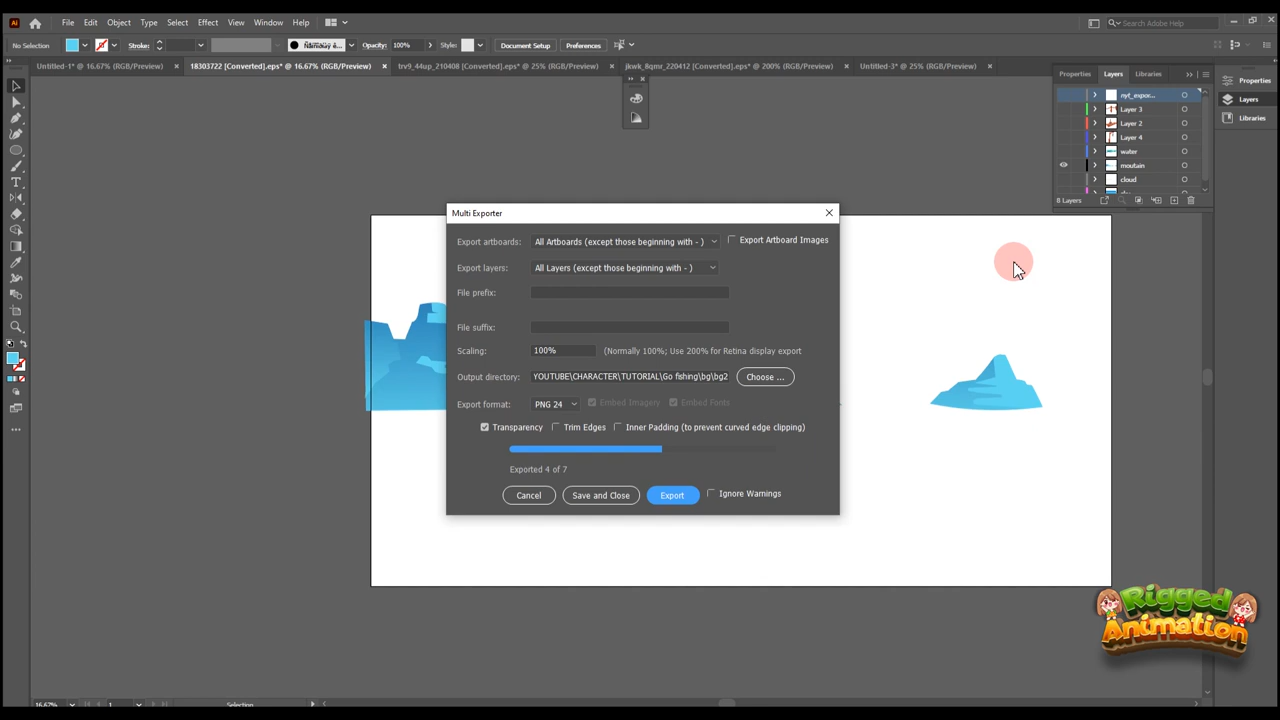 Ai File Edit Object Type Select Effect View Window Help Search Adobe Help
No Selection Stroke: Opacity: 100% Style: Document Setup Preferences
Untitled-1* @ 16.67% (RGB/Preview) × 18303722 [Converted].eps* @ 16.67% (RGB/Preview) × trv9_44up_210408 [Converted].eps* @ 25% (RGB/Preview) × jkwk_8qmr_220412 [Converted].eps* @ 200% (RGB/Preview) × Untitled-3* @ 25% (RGB/Preview) ×
Properties Layers Libraries
Properties
Layers
Libraries
nyt_expor...
Layer 3
Layer 2
Layer 4
water
moutain
cloud
8 Layers
Multi Exporter
Export artboards: All Artboards (except those beginning with - ) Export Artboard Images
Export layers: All Layers (except those beginning with - )
File prefix:
File suffix:
Scaling: 100% (Normally 100%; Use 200% for Retina display export
Output directory: YOUTUBE\CHARACTER\TUTORIAL\Go fishing\bg\bg2 Choose ...
Export format: PNG 24 Embed Imagery Embed Fonts
Transparency Trim Edges Inner Padding (to prevent curved edge clipping)
Exported 4 of 7
Cancel Save and Close Export Ignore Warnings
Rigged
Animation
16.67% 1 Selection